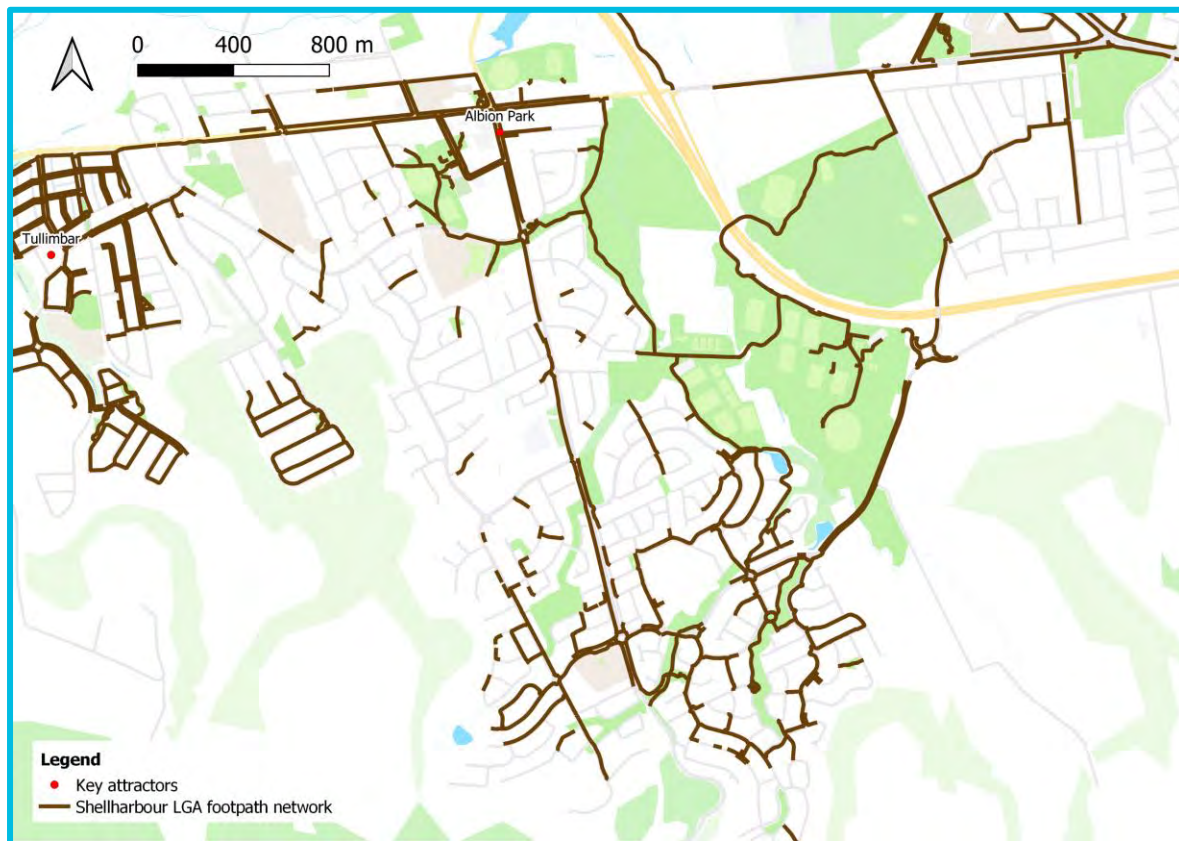 0 400 800 m
Albion Park
Tullimbar
Legend
Key attractors
Shellharbour LGA footpath network